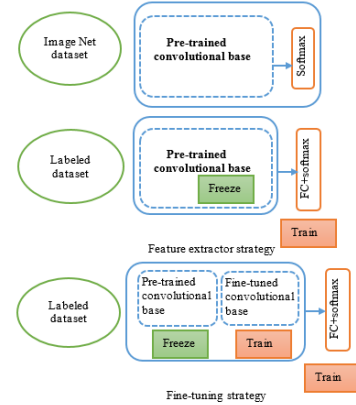 Image Net
dataset
Pre-trained
convolutional base
Softmax
Labeled
dataset
Pre-trained
convolutional base
Freeze
FC+softmax
Train
Feature extractor strategy
Labeled
dataset
Pre-trained
convolutional
base
Fine-tuned
convolutional
base
Freeze
Train
FC+softmax
Train
Fine-tuning strategy